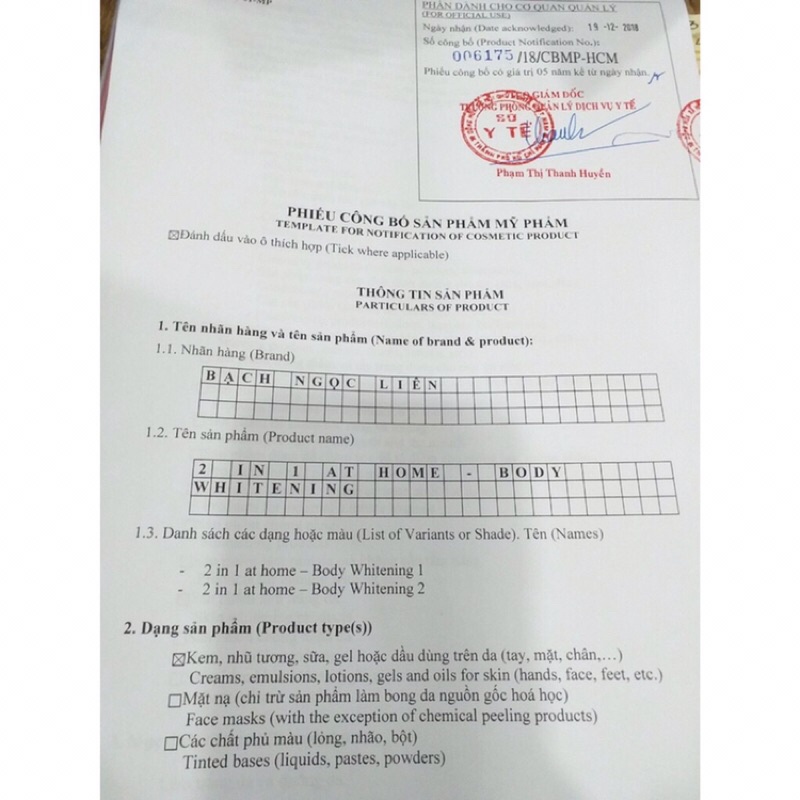 PHẦN DÀNH CHO CƠ QUAN QUẢN LÝ
(FOR OFFICIAL USE)
Ngày nhận (Date acknowledged): 19 -12- 2018
Số công bố (Product Notification No.):
006175/18/CBMP-HCM
Phiếu công bố có giá trị 05 năm kể từ ngày nhận.
GIÁM ĐỐC
TRƯỞNG PHÒNG QUẢN LÝ DỊCH VỤ Y TẾ
SỞ
Y TẾ
Phạm Thị Thanh Huyền
PHIẾU CÔNG BỐ SẢN PHẨM MỸ PHẨM
TEMPLATE FOR NOTIFICATION OF COSMETIC PRODUCT
☒Đánh dấu vào ô thích hợp (Tick where applicable)
THÔNG TIN SẢN PHẨM
PARTICULARS OF PRODUCT
1. Tên nhãn hàng và tên sản phẩm (Name of brand & product):
1.1. Nhãn hàng (Brand)
BẠCH NGỌC LIÊN
1.2. Tên sản phẩm (Product name)
2 IN 1 AT HOME - BODY
WHITENING
1.3. Danh sách các dạng hoặc màu (List of Variants or Shade). Tên (Names)
- 2 in 1 at home – Body Whitening 1
- 2 in 1 at home – Body Whitening 2
2. Dạng sản phẩm (Product type(s))
☒Kem, nhũ tương, sữa, gel hoặc dầu dùng trên da (tay, mặt, chân,…)
Creams, emulsions, lotions, gels and oils for skin (hands, face, feet, etc.)
☐Mặt nạ (chỉ trừ sản phẩm làm bong da nguồn gốc hoá học)
Face masks (with the exception of chemical peeling products)
☐Các chất phủ màu (lỏng, nhão, bột)
Tinted bases (liquids, pastes, powders)